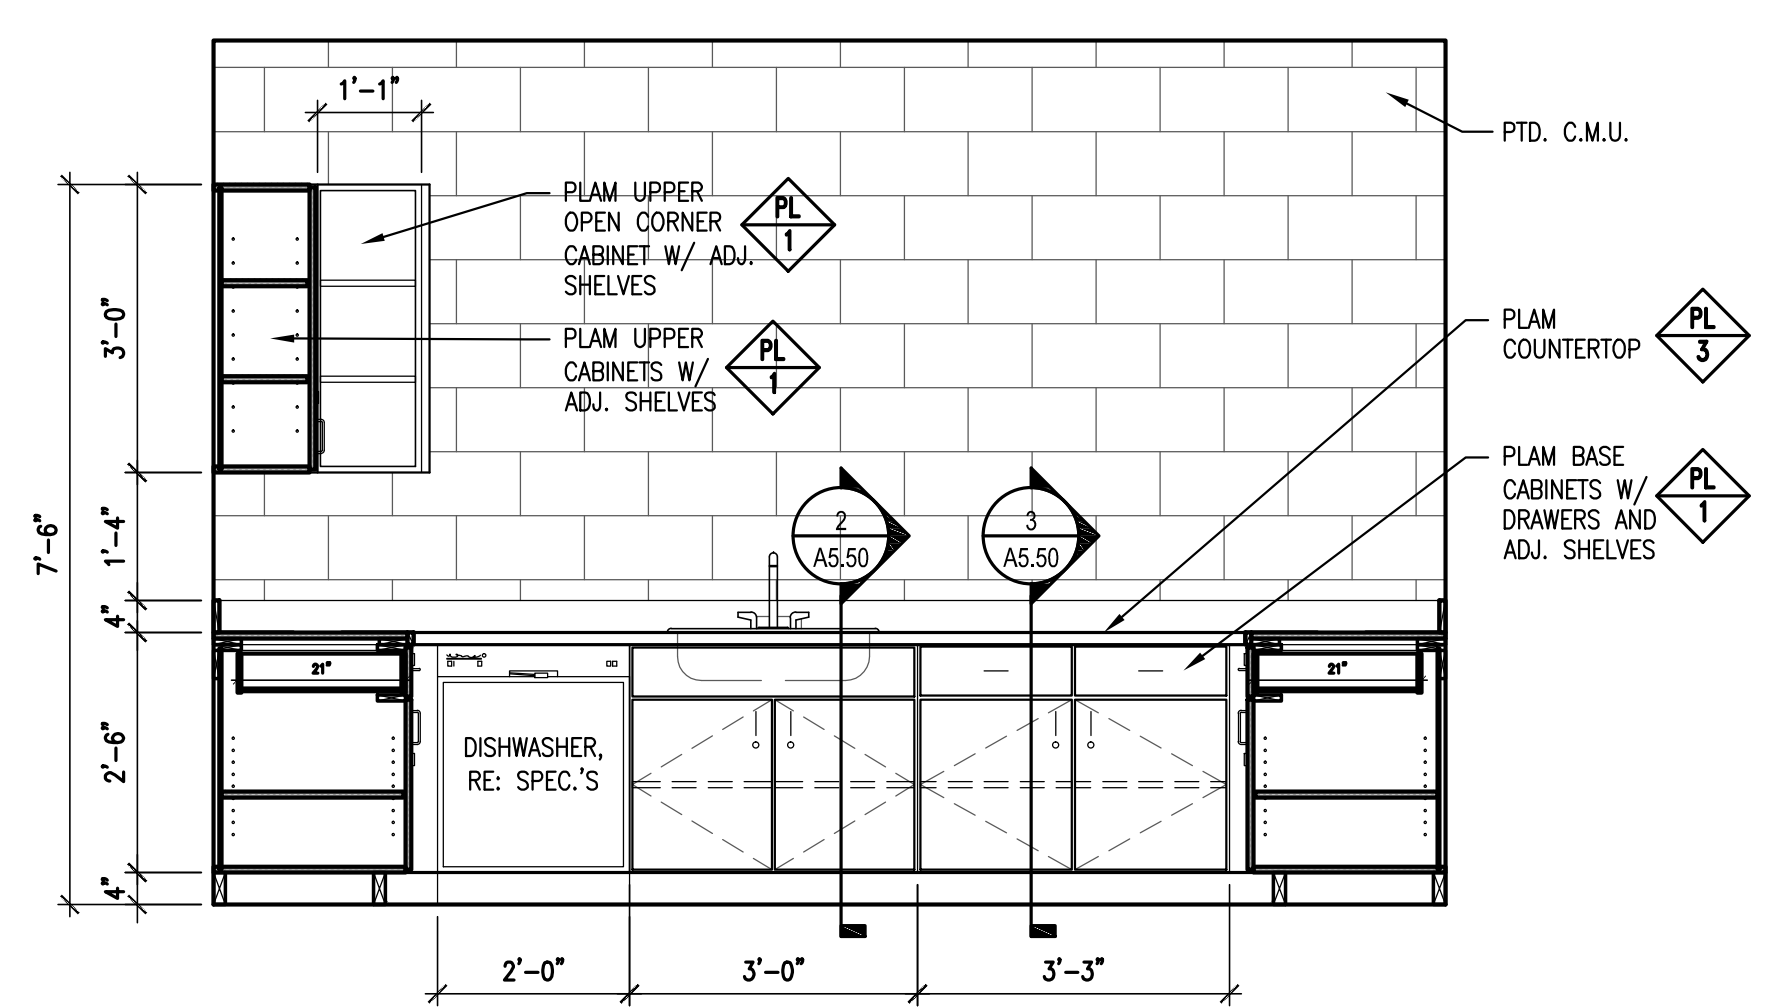 1'-1"
PTD. C.M.U.
PLAM UPPER
OPEN CORNER
CABINET W/ ADJ.
SHELVES
PL
1
3'-0"
PLAM UPPER
CABINETS W/
ADJ. SHELVES
PL
1
PLAM
COUNTERTOP
PL
3
PLAM BASE
CABINETS W/
DRAWERS AND
ADJ. SHELVES
PL
1
7'-6"
1'-4"
2
A5.50
3
A5.50
4"
21"
21"
2'-6"
DISHWASHER,
RE: SPEC.'S
4"
2'-0"
3'-0"
3'-3"